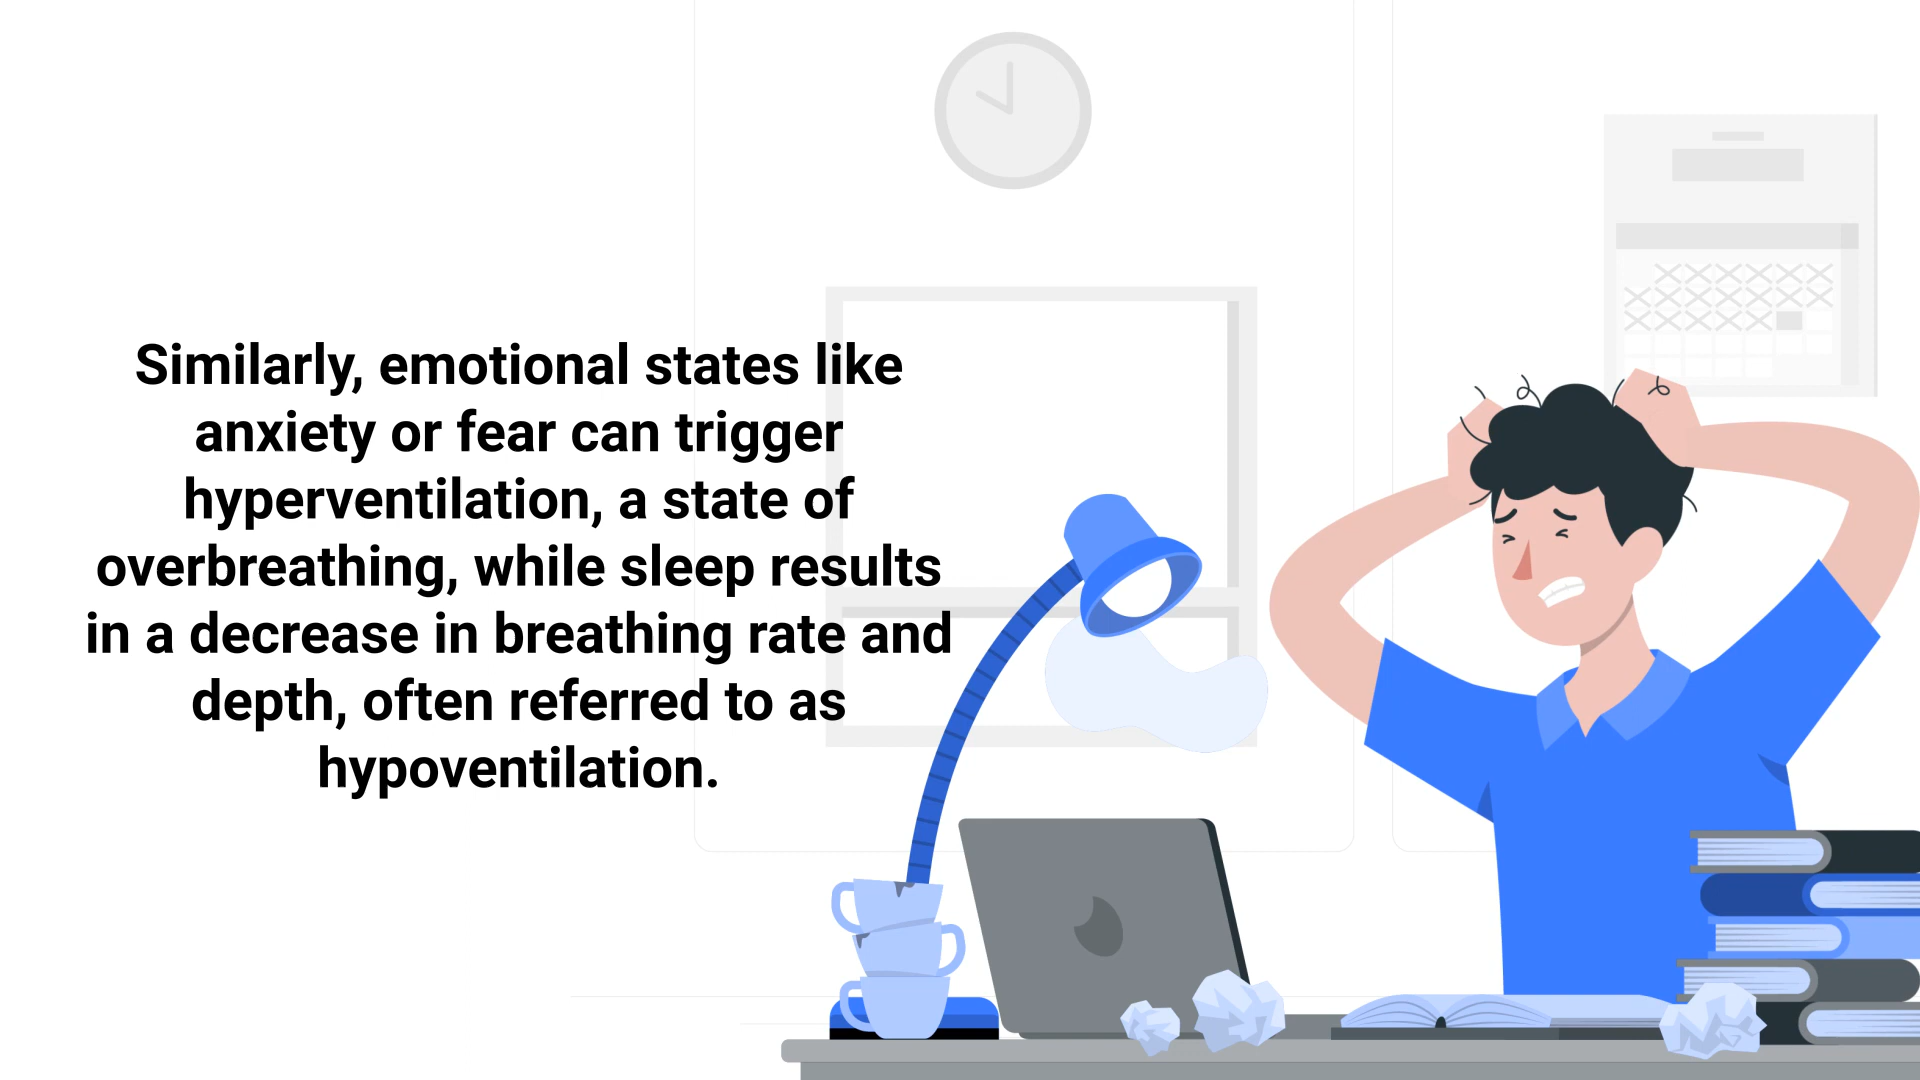 Similarly, emotional states like
anxiety or fear can trigger
hyperventilation, a state of
overbreathing, while sleep results
in a decrease in breathing rate and
depth, often referred to as
hypoventilation.